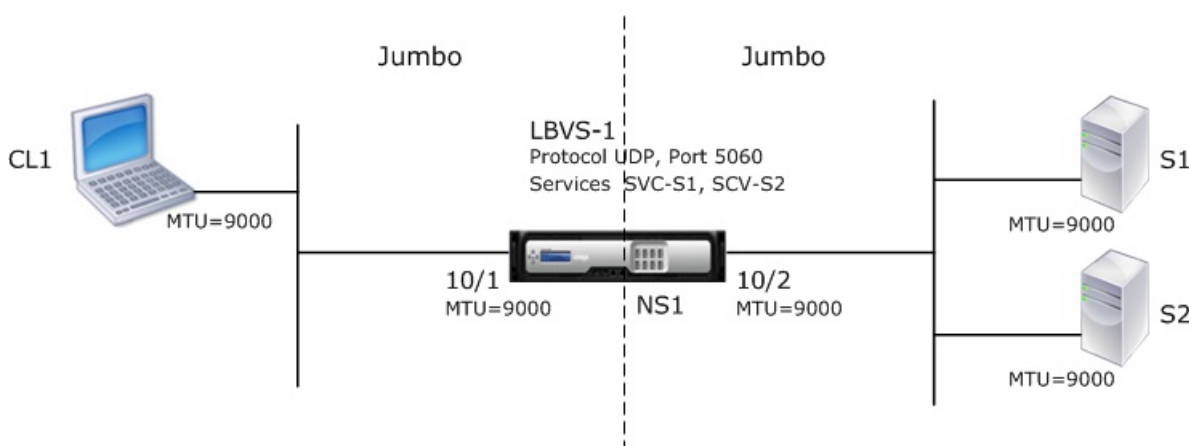 Jumbo
Jumbo
CL1
MTU=9000
LBVS-1
Protocol UDP, Port 5060
Services SVC-S1, SCV-S2
10/1
MTU=9000
NS1
10/2
MTU=9000
S1
MTU=9000
S2
MTU=9000